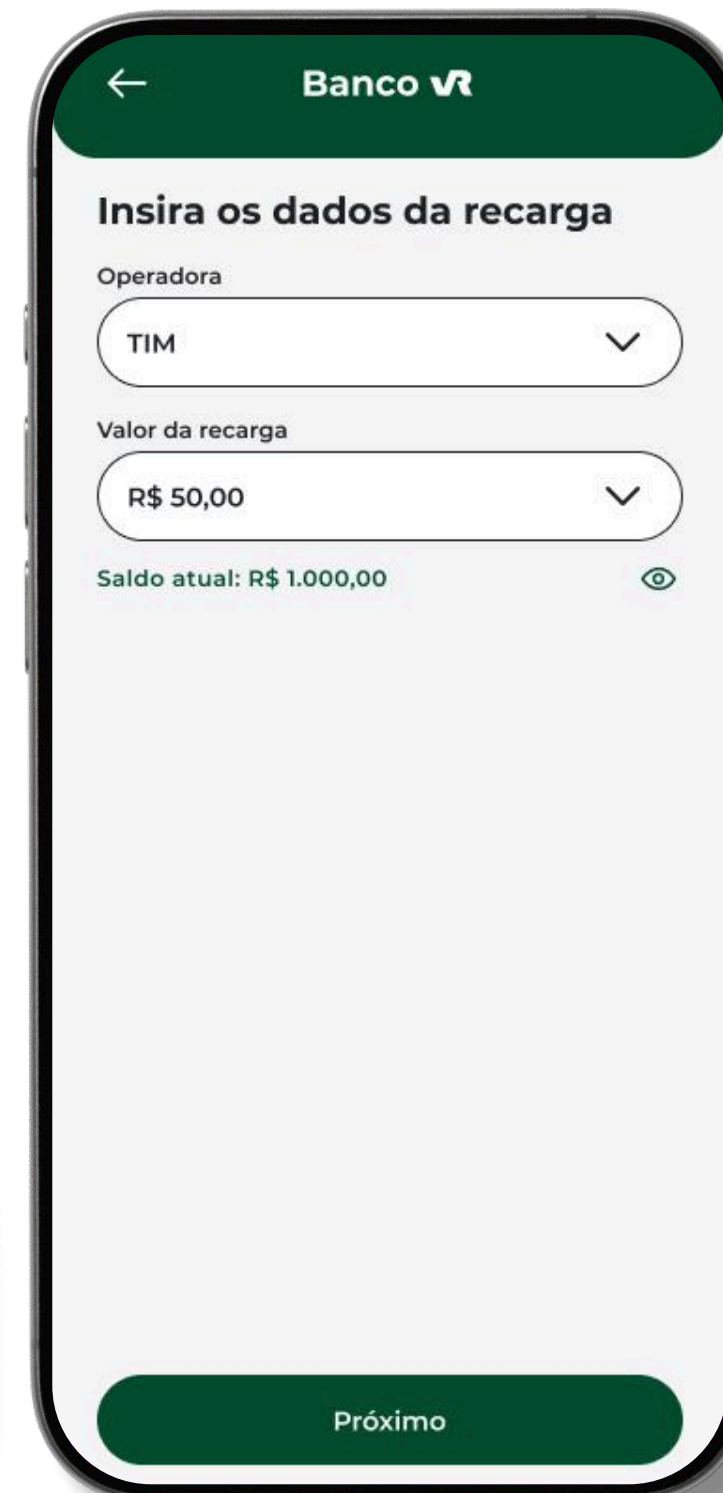 Banco VR
Insira os dados da recarga
Operadora
TIM
Valor da recarga
R$ 50,00
Saldo atual: R$ 1.000,00
Próximo